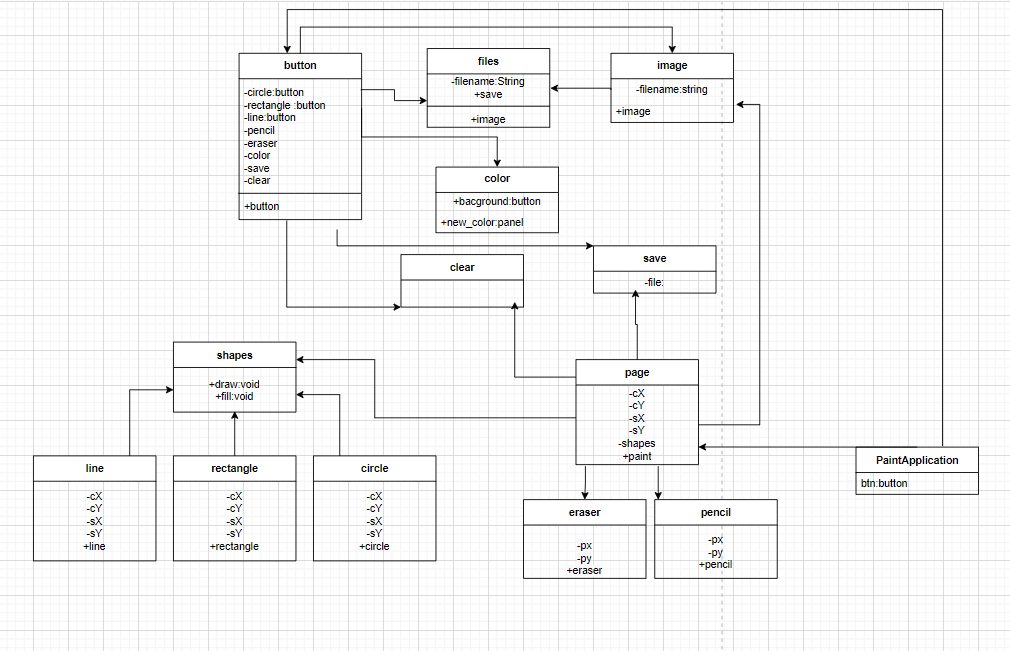 button
-circle:button
-rectangle :button
-line:button
-pencil
-eraser
-color
-save
-clear
+button
files
-filename:String
+save
+image
image
-filename:string
+image
color
+bacground:button
+new_color:panel
clear
save
-file:
shapes
+draw:void
+fill:void
page
-cX
-cY
-sX
-sY
-shapes
+paint
PaintApplication
btn:button
line
-cX
-cY
-sX
-sY
+line
rectangle
-cX
-cY
-sX
-sY
+rectangle
circle
-cX
-cY
-sX
-sY
+circle
eraser
-px
-py
+eraser
pencil
-px
-py
+pencil